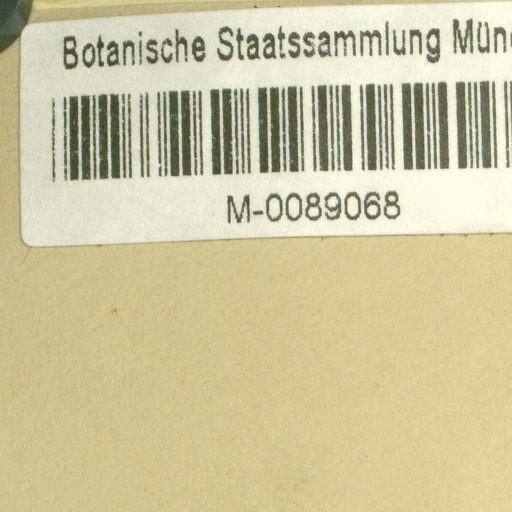 Botanische Staatssammlung Mün
M-0089068